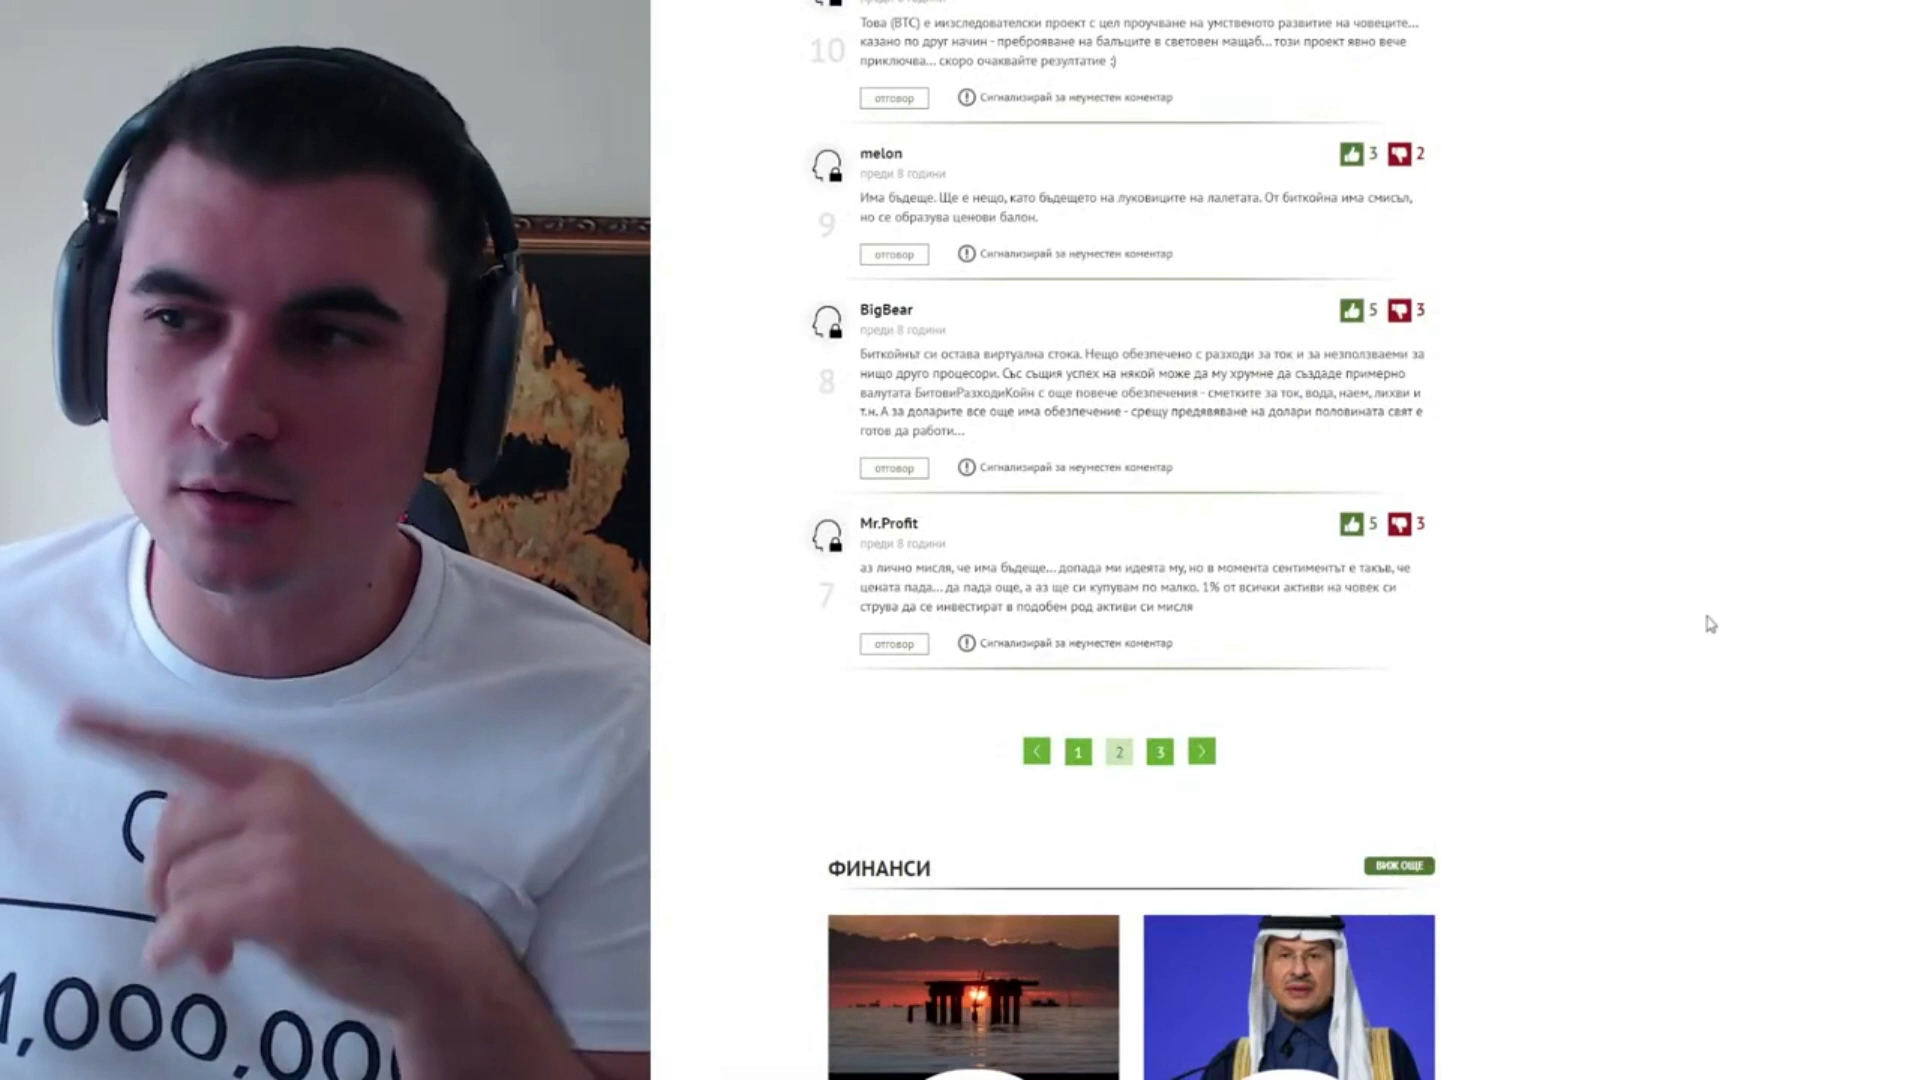 Това (BTC) е иизследователски проект с цел проучване на умственото развитие на човеците...
10
казано по друг начин - преброяване на балъците в световен мащаб... този проект явно вече
приключва... скоро очаквайте резултатие :)
отговор
Сигнализирай за неуместен коментар
melon
3
2
преди 8 години
Има бъдеще. Ще е нещо, като бъдещето на луковиците на лалетата. От биткойна има смисъл,
9
но се образува ценови балон.
отговор
Сигнализирай за неуместен коментар
BigBear
5
3
преди 8 години
Биткойнът си остава виртуална стока. Нещо обезпечено с разходи за ток и за неползваеми за
нищо друго процесори. Със същия успех на някой може да му хрумне да създаде примерно
8
валутата БитовиРазходиКойн с още повече обезпечения - сметките за ток, вода, наем, лихви и
т.н. А за доларите все още има обезпечение - срещу предявяване на долари половината свят е
готов да работи...
отговор
Сигнализирай за неуместен коментар
Mr.Profit
5
3
преди 8 години
аз лично мисля, че има бъдеще... допада ми идеята му, но в момента сентиментът е такъв, че
7
цената пада... да пада още, а аз ще си купувам по малко. 1% от всички активи на човек си
струва да се инвестират в подобен род активи си мисля
отговор
Сигнализирай за неуместен коментар
1
2
3
ФИНАНСИ
ВИЖ ОЩЕ
1,000,00